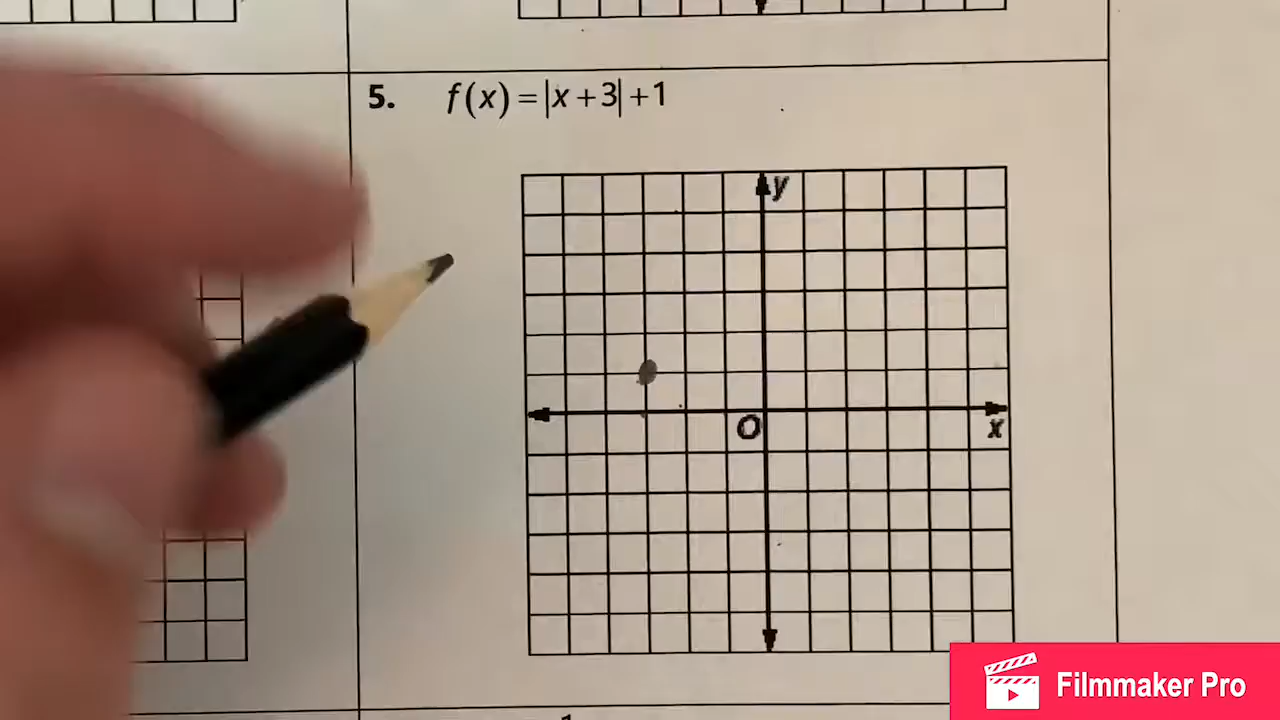 5. f(x)=|x+3|+1
y
O
x
Filmmaker Pro